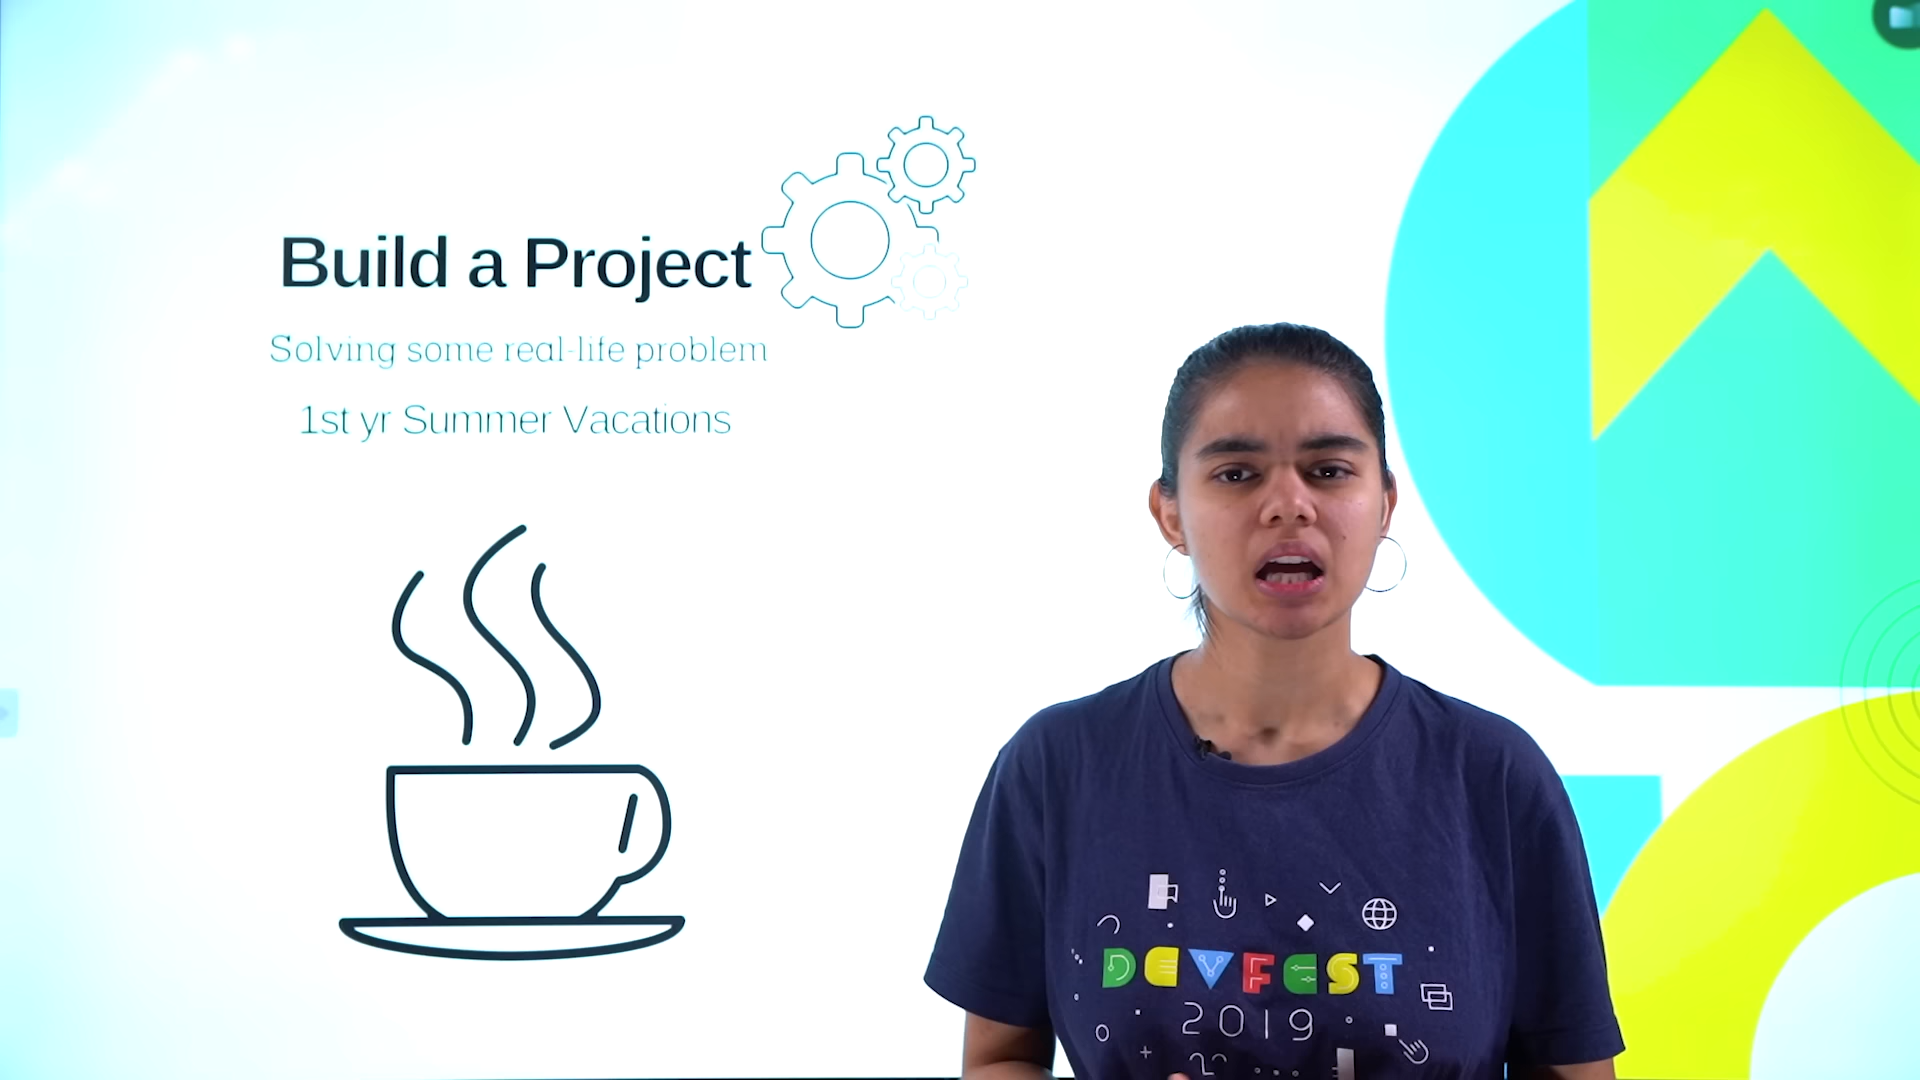 Build a Project
Solving some real-life problem
1st yr Summer Vacations
DEVFEST
2019